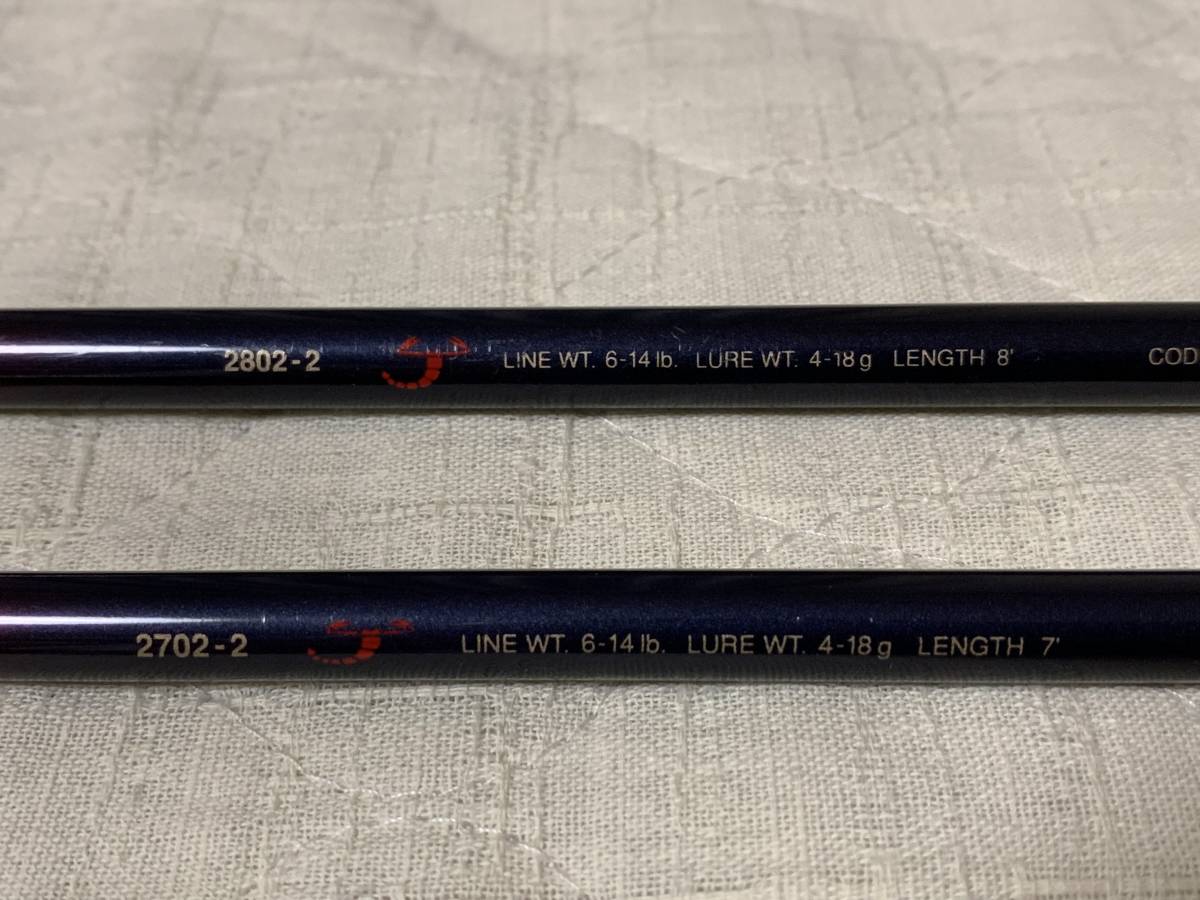 2802-2 LINE WT. 6-14 lb. LURE WT. 4-18 g LENGTH 8' COD
2702-2 LINE WT. 6-14 lb. LURE WT. 4-18 g LENGTH 7'